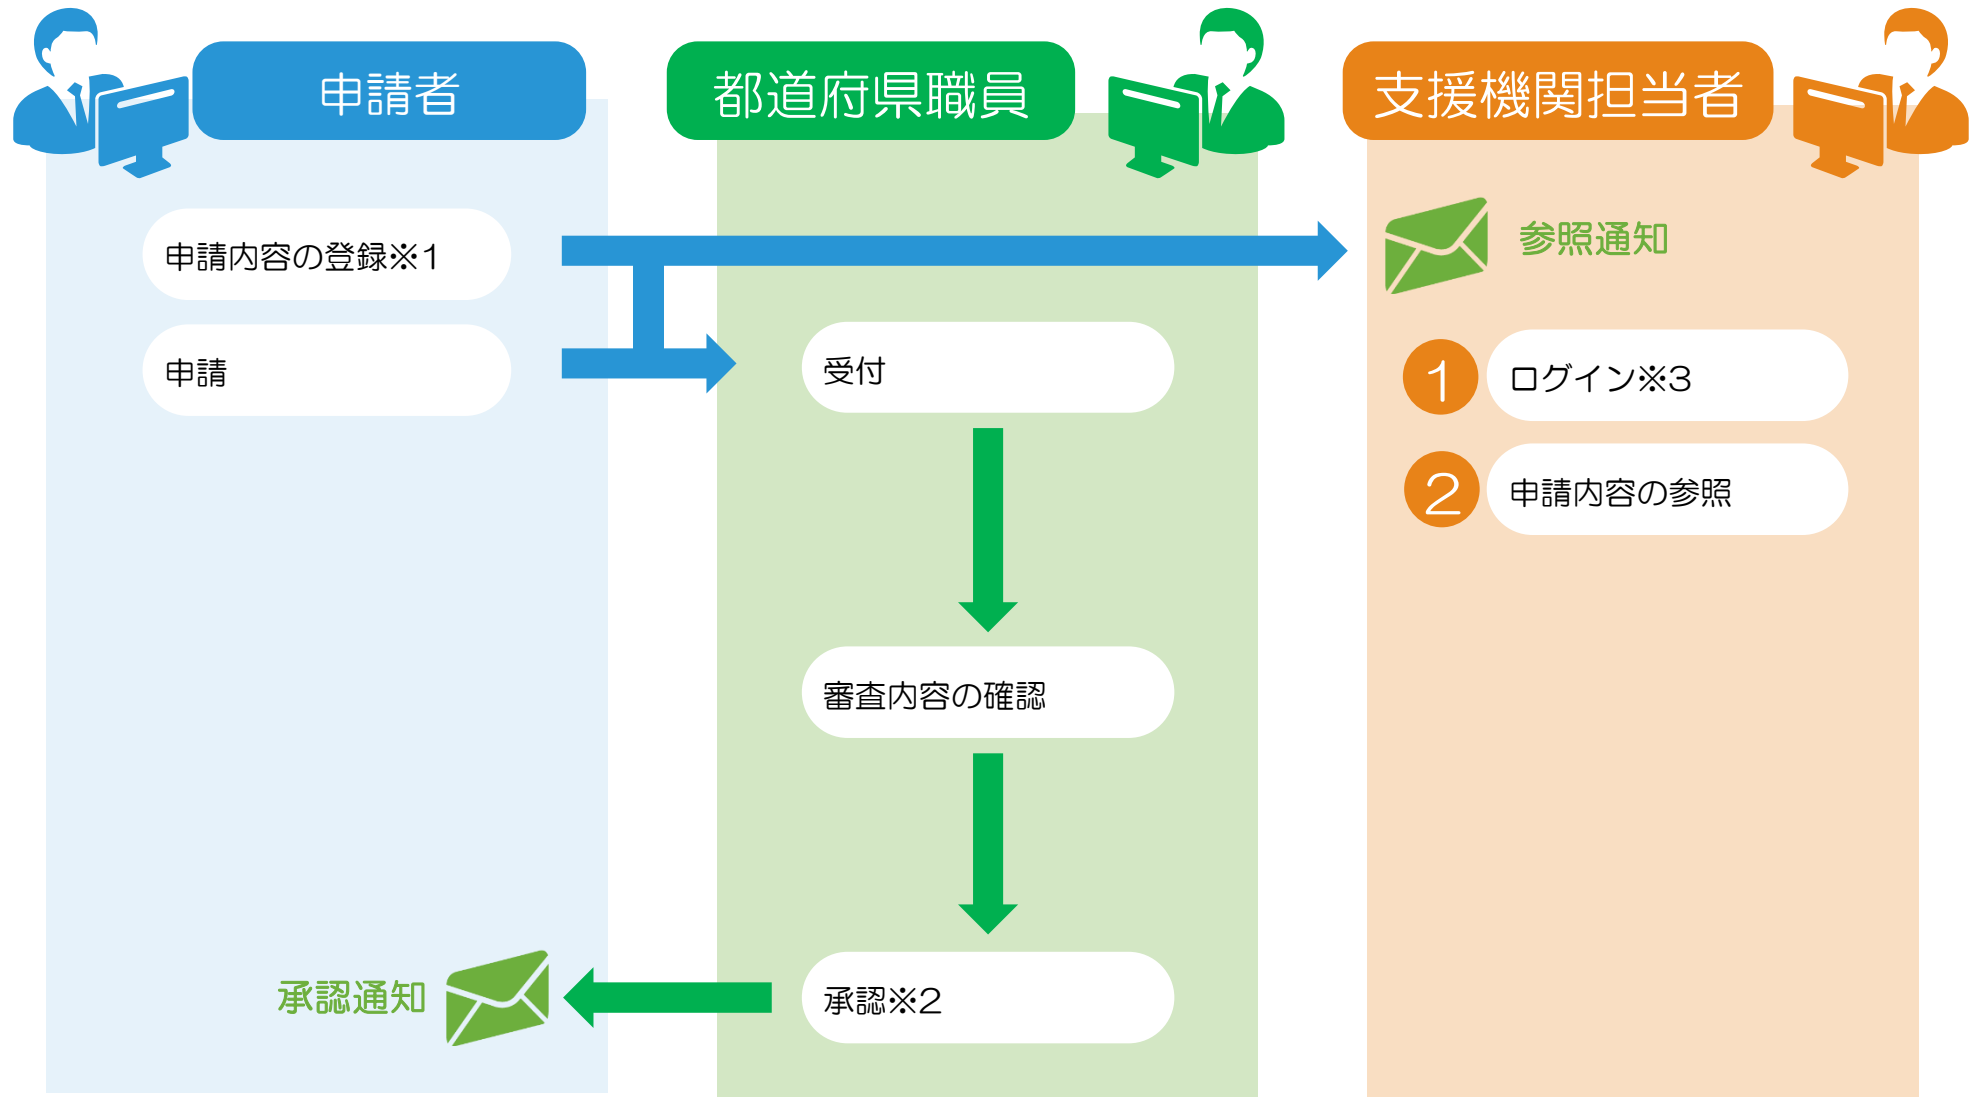 申請者
都道府県職員
支援機関担当者
申請内容の登録※1
申請
参照通知
受付
1
ログイン※3
2
申請内容の参照
審査内容の確認
承認※2
承認通知